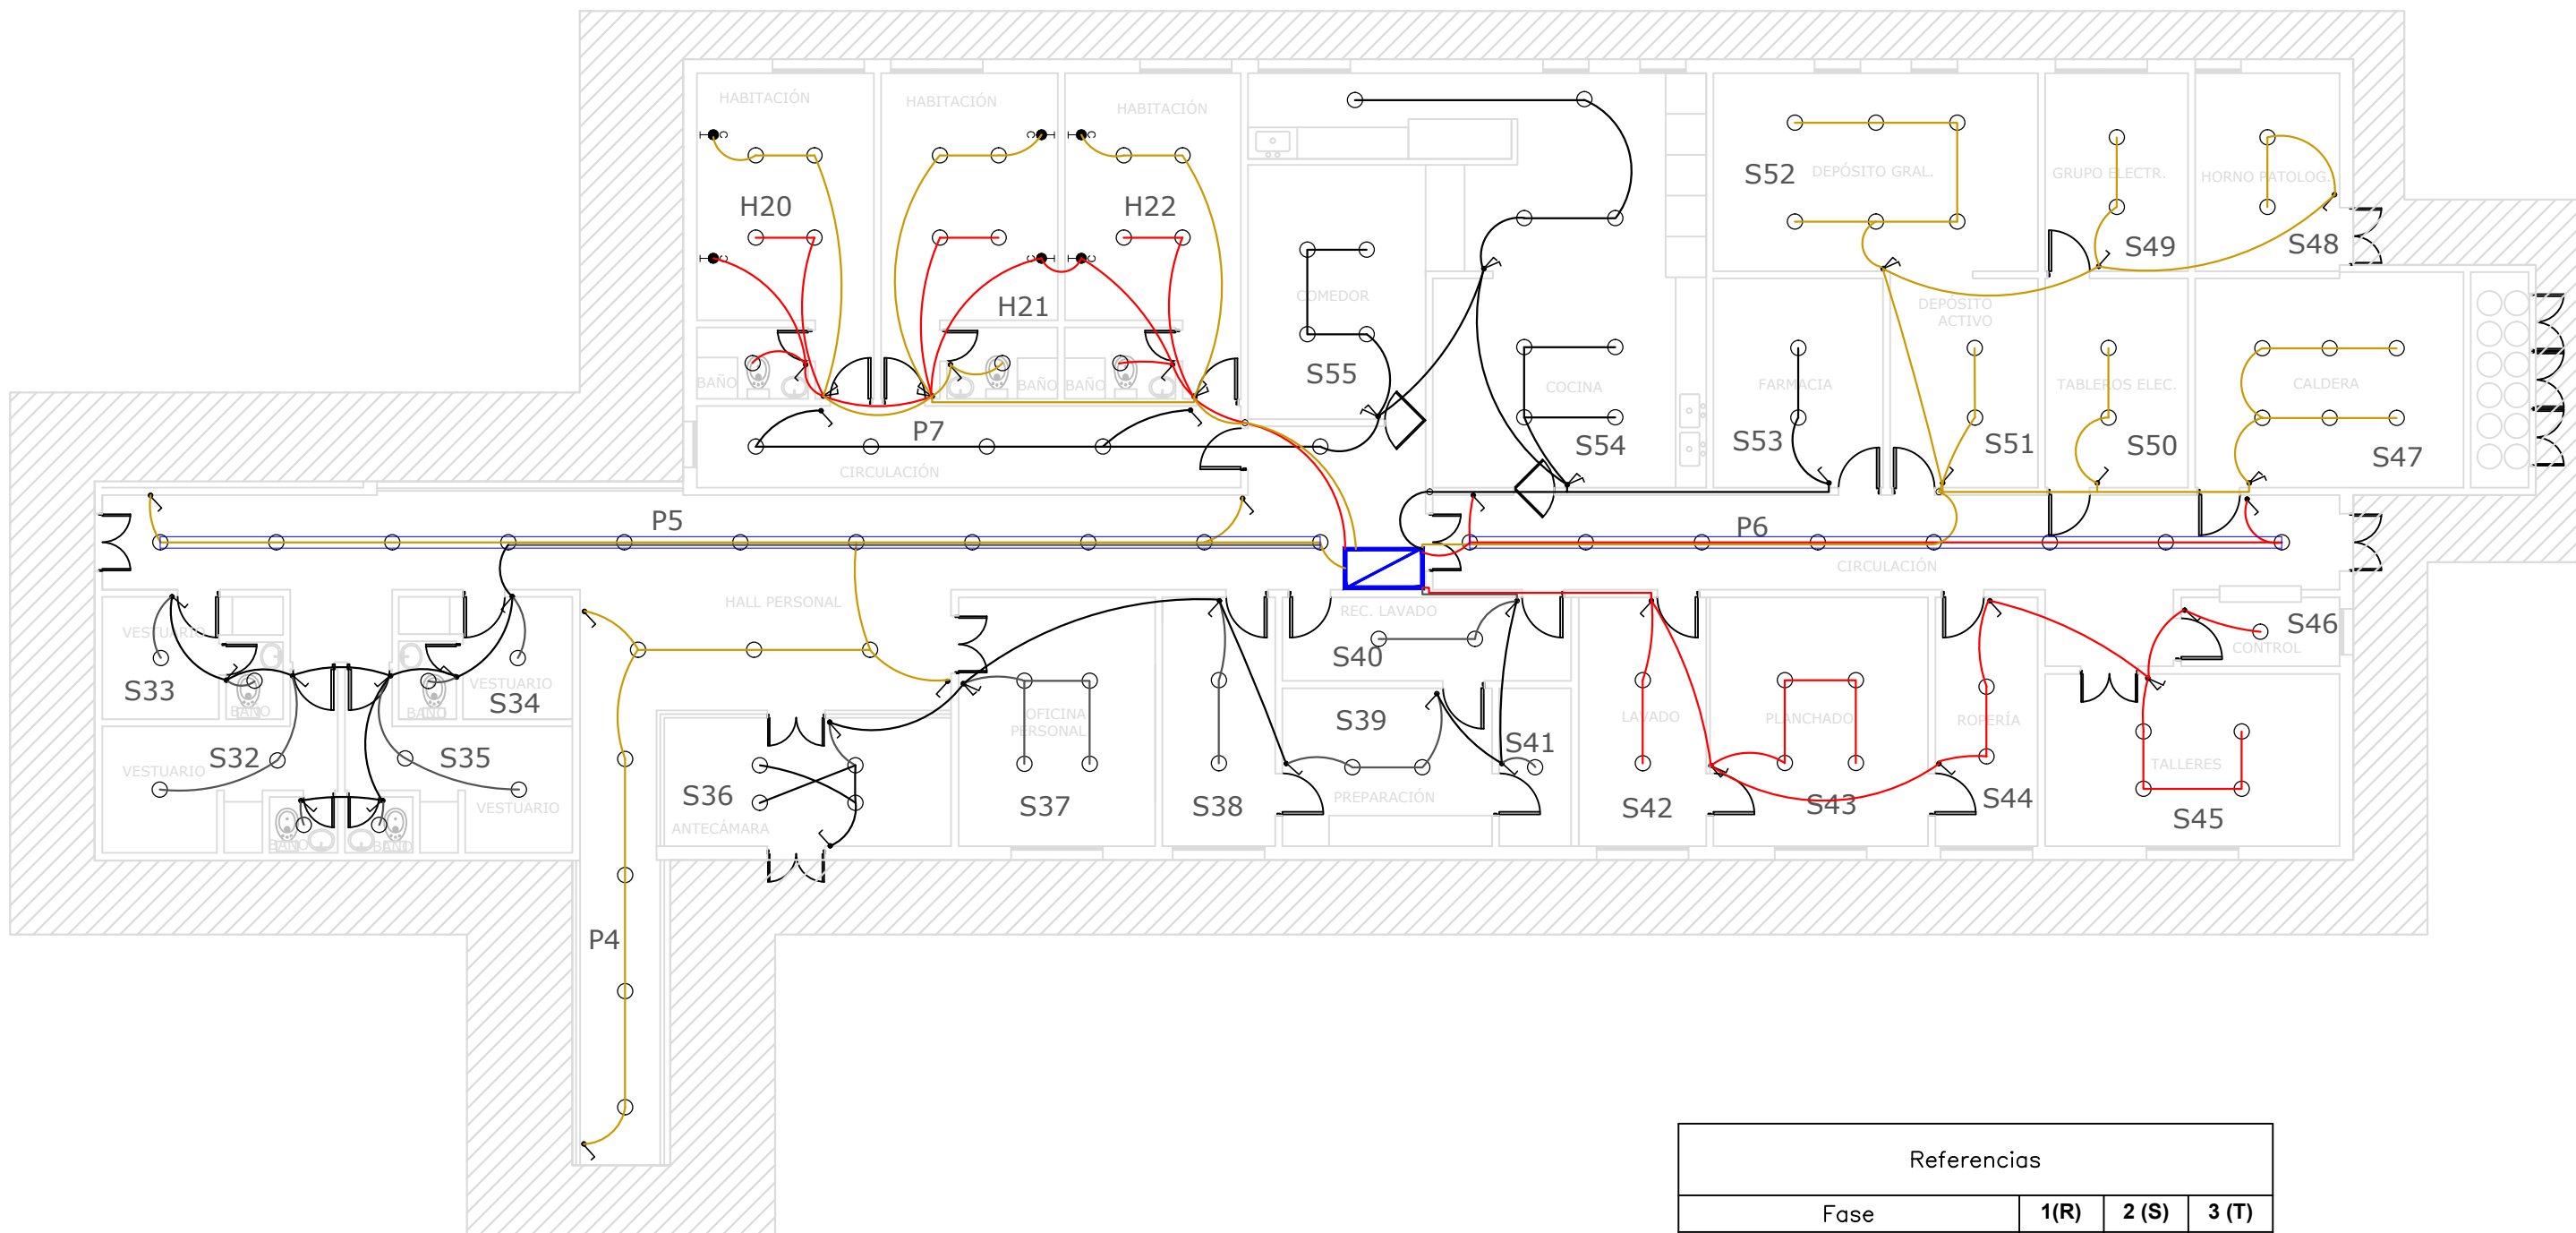 HABITACIÓN
HABITACIÓN
HABITACIÓN
H20
H22
H21
S52
DEPÓSITO GRAL.
GRUPO ELECTR.
HORNO PATOLOG.
S49
S48
COMEDOR
DEPÓSITO
ACTIVO
S55
COCINA
FARMACIA
TABLEROS ELEC.
CALDERA
BAÑO
BAÑO
BAÑO
P7
S54
S53
S51
S50
S47
CIRCULACIÓN
P5
P6
CIRCULACIÓN
HALL PERSONAL
REC. LAVADO
VESTUARIO
S40
S46
CONTROL
S33
VESTUARIO
S34
BAÑO
BAÑO
OFICINA
PERSONAL
S39
LAVADO
PLANCHADO
ROPERÍA
S32
S35
S41
VESTUARIO
VESTUARIO
TALLERES
S36
S37
S38
PREPARACIÓN
S42
S43
S44
S45
ANTECÁMARA
BAÑO
BAÑO
P4
Referencias
Fase 1(R) 2 (S) 3 (T)